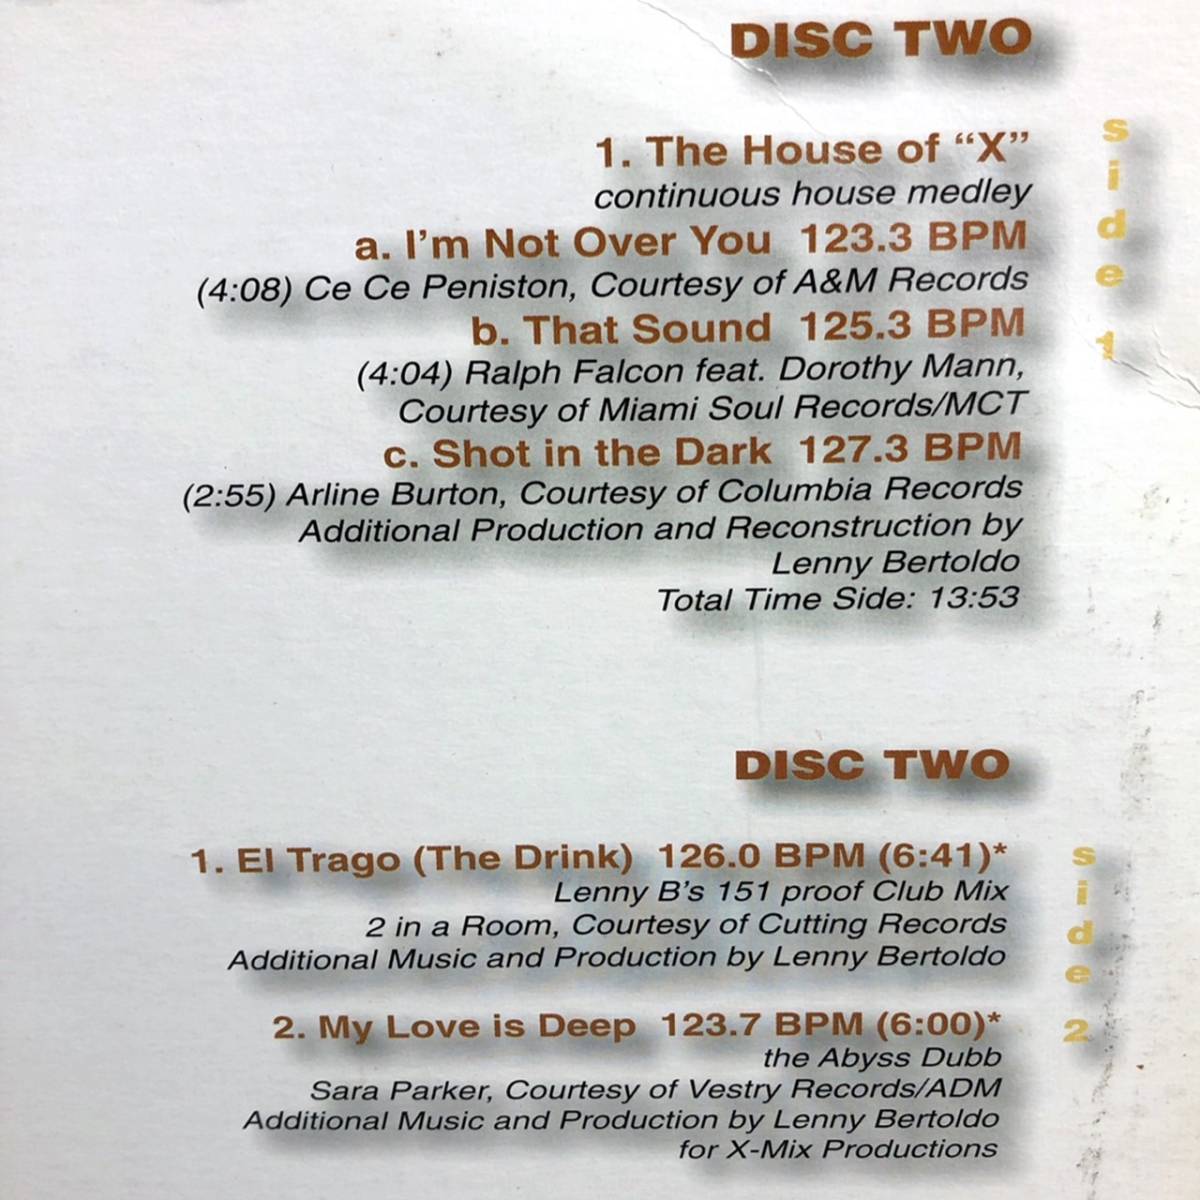 DISC TWO
side 1
1. The House of “X”
continuous house medley
a. I’m Not Over You 123.3 BPM
(4:08) Ce Ce Peniston, Courtesy of A&M Records
b. That Sound 125.3 BPM
(4:04) Ralph Falcon feat. Dorothy Mann,
Courtesy of Miami Soul Records/MCT
c. Shot in the Dark 127.3 BPM
(2:55) Arline Burton, Courtesy of Columbia Records
Additional Production and Reconstruction by
Lenny Bertoldo
Total Time Side: 13:53
DISC TWO
side 2
1. El Trago (The Drink) 126.0 BPM (6:41)*
Lenny B’s 151 proof Club Mix
2 in a Room, Courtesy of Cutting Records
Additional Music and Production by Lenny Bertoldo
2. My Love is Deep 123.7 BPM (6:00)*
the Abyss Dubb
Sara Parker, Courtesy of Vestry Records/ADM
Additional Music and Production by Lenny Bertoldo
for X-Mix Productions